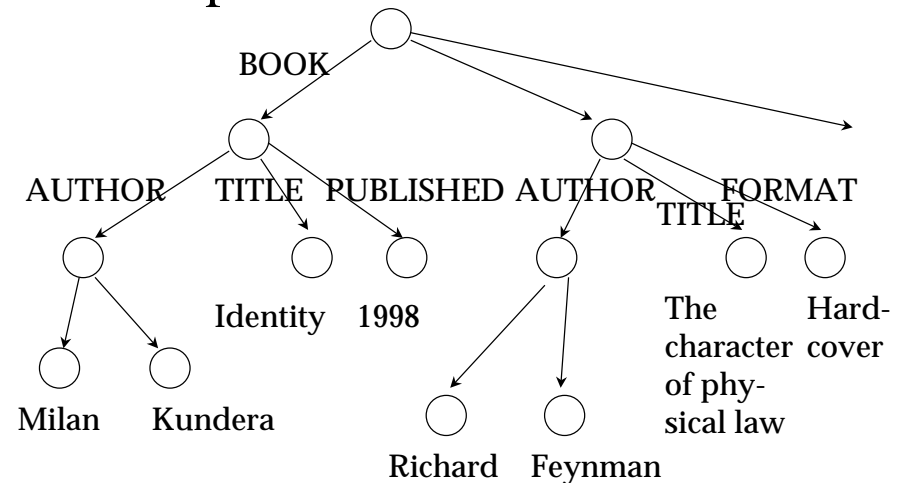 BOOK
AUTHOR TITLE PUBLISHED AUTHOR FORMAT
TITLE
Identity 1998
The Hard-
character cover
of phy-
sical law
Milan Kundera
Richard Feynman